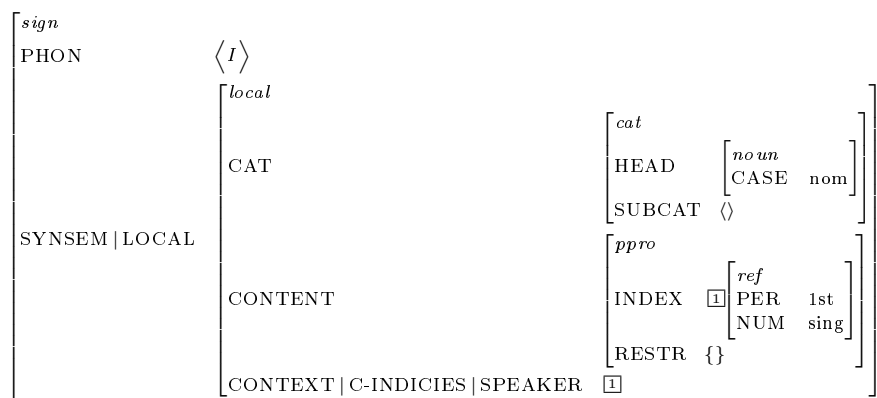 sign
PHON ⟨I⟩
local
cat
CAT HEAD noun
CASE nom
SUBCAT ⟨⟩
SYNSEM | LOCAL
ppro
ref
CONTENT INDEX 1 PER 1st
NUM sing
RESTR {}
CONTEXT | C-INDICIES | SPEAKER 1